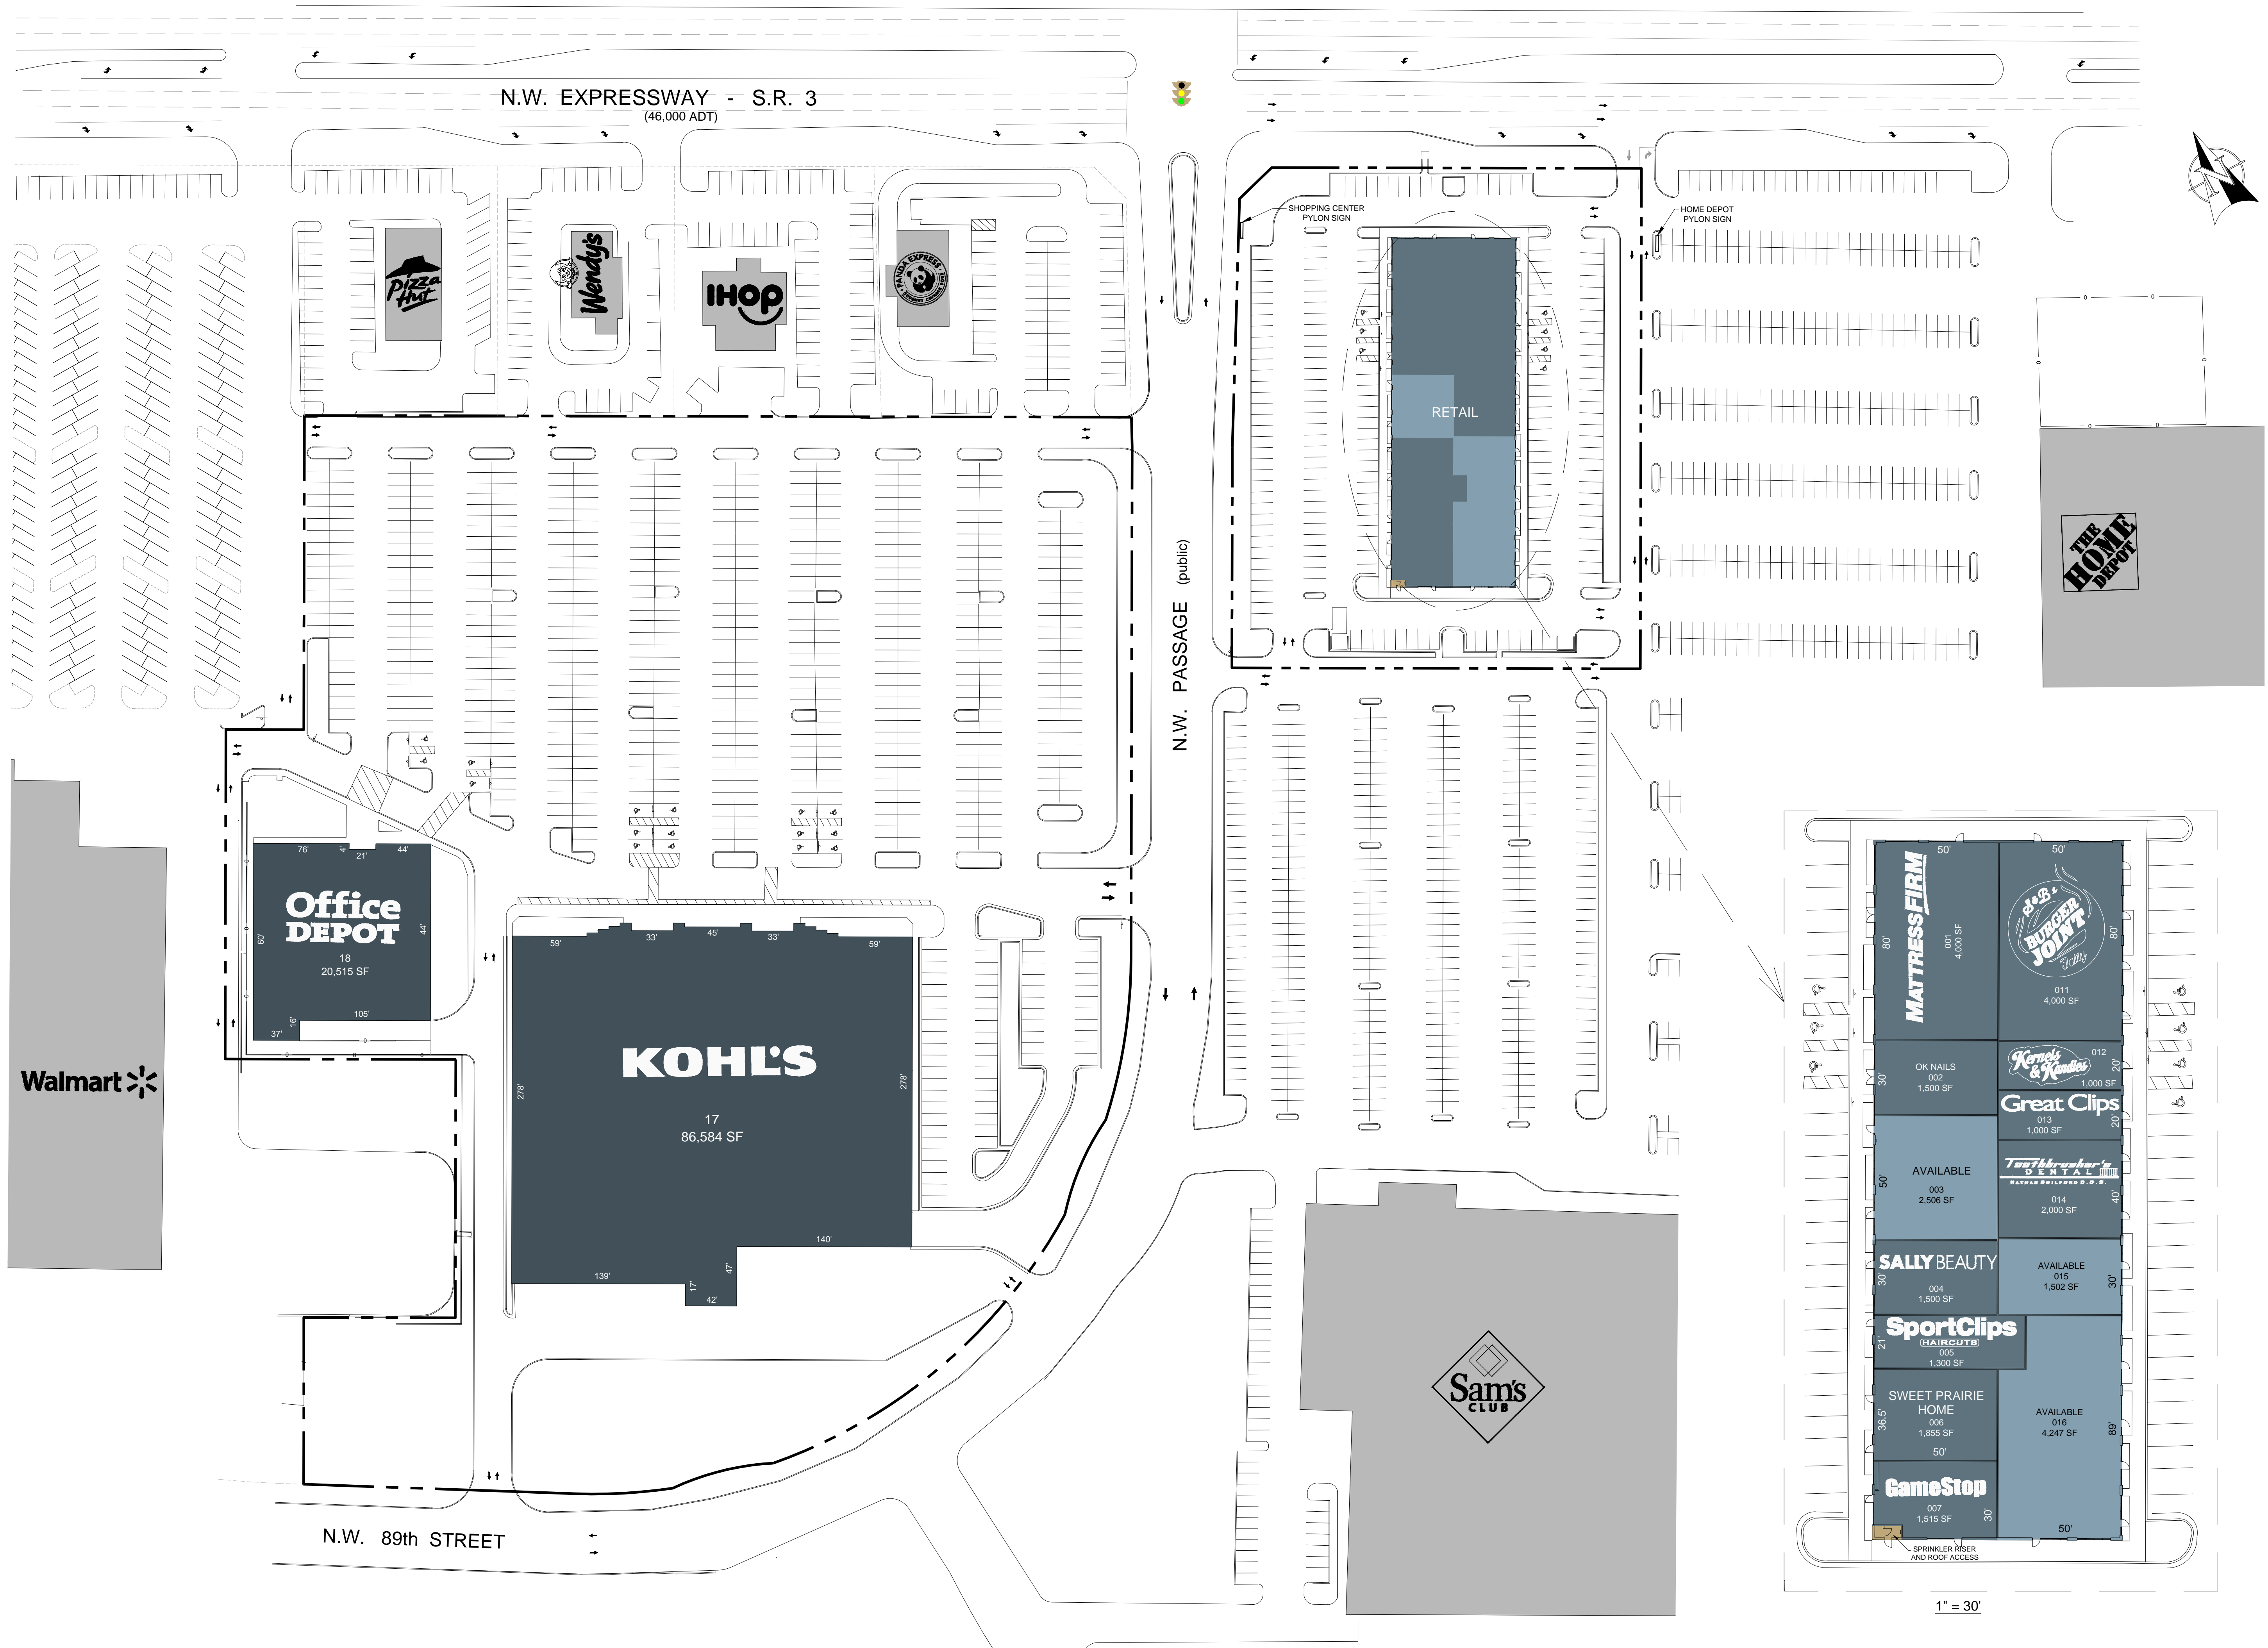 N.W. EXPRESSWAY - S.R. 3
(46,000 ADT)
SHOPPING CENTER
PYLON SIGN
HOME DEPOT
PYLON SIGN
N
Pizza
Hut
Wendy's
IHOP
PANDA EXPRESS
GOURMET CHINESE FOOD
RETAIL
N.W. PASSAGE (public)
THE
HOME
DEPOT
76'
4'
21'
44'
Office
DEPOT
60'
44'
18
20,515 SF
105'
16'
37'
Walmart
59'
33'
45'
33'
59'
KOHL'S
278'
278'
17
86,584 SF
140'
139'
17'
47'
42'
Sam's
CLUB
N.W. 89th STREET
50'
50'
MATTRESSFIRM
80'
001
4,000 SF
S&B's
BURGER
JOINT
Tally
80'
011
4,000 SF
OK NAILS
002
1,500 SF
30'
Kernels
& Kandies
012
20'
1,000 SF
Great Clips
013
1,000 SF
20'
AVAILABLE
003
2,506 SF
50'
Toothbrusher's
DENTAL
NATHAN GUILFORD D.D.S.
014
2,000 SF
40'
SALLYBEAUTY
004
1,500 SF
30'
AVAILABLE
015
1,502 SF
30'
SportClips
HAIRCUTS
005
1,300 SF
21'
SWEET PRAIRIE
HOME
006
1,855 SF
36.5'
50'
AVAILABLE
016
4,247 SF
89'
GameStop
007
1,515 SF
30'
50'
SPRINKLER RISER
AND ROOF ACCESS
1" = 30'